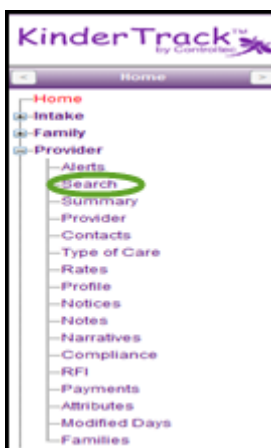 KinderTrack™
by Controltec
Home
Home
Intake
Family
Provider
Alerts
Search
Summary
Provider
Contacts
Type of Care
Rates
Profile
Notices
Notes
Narratives
Compliance
RFI
Payments
Attributes
Modified Days
Families